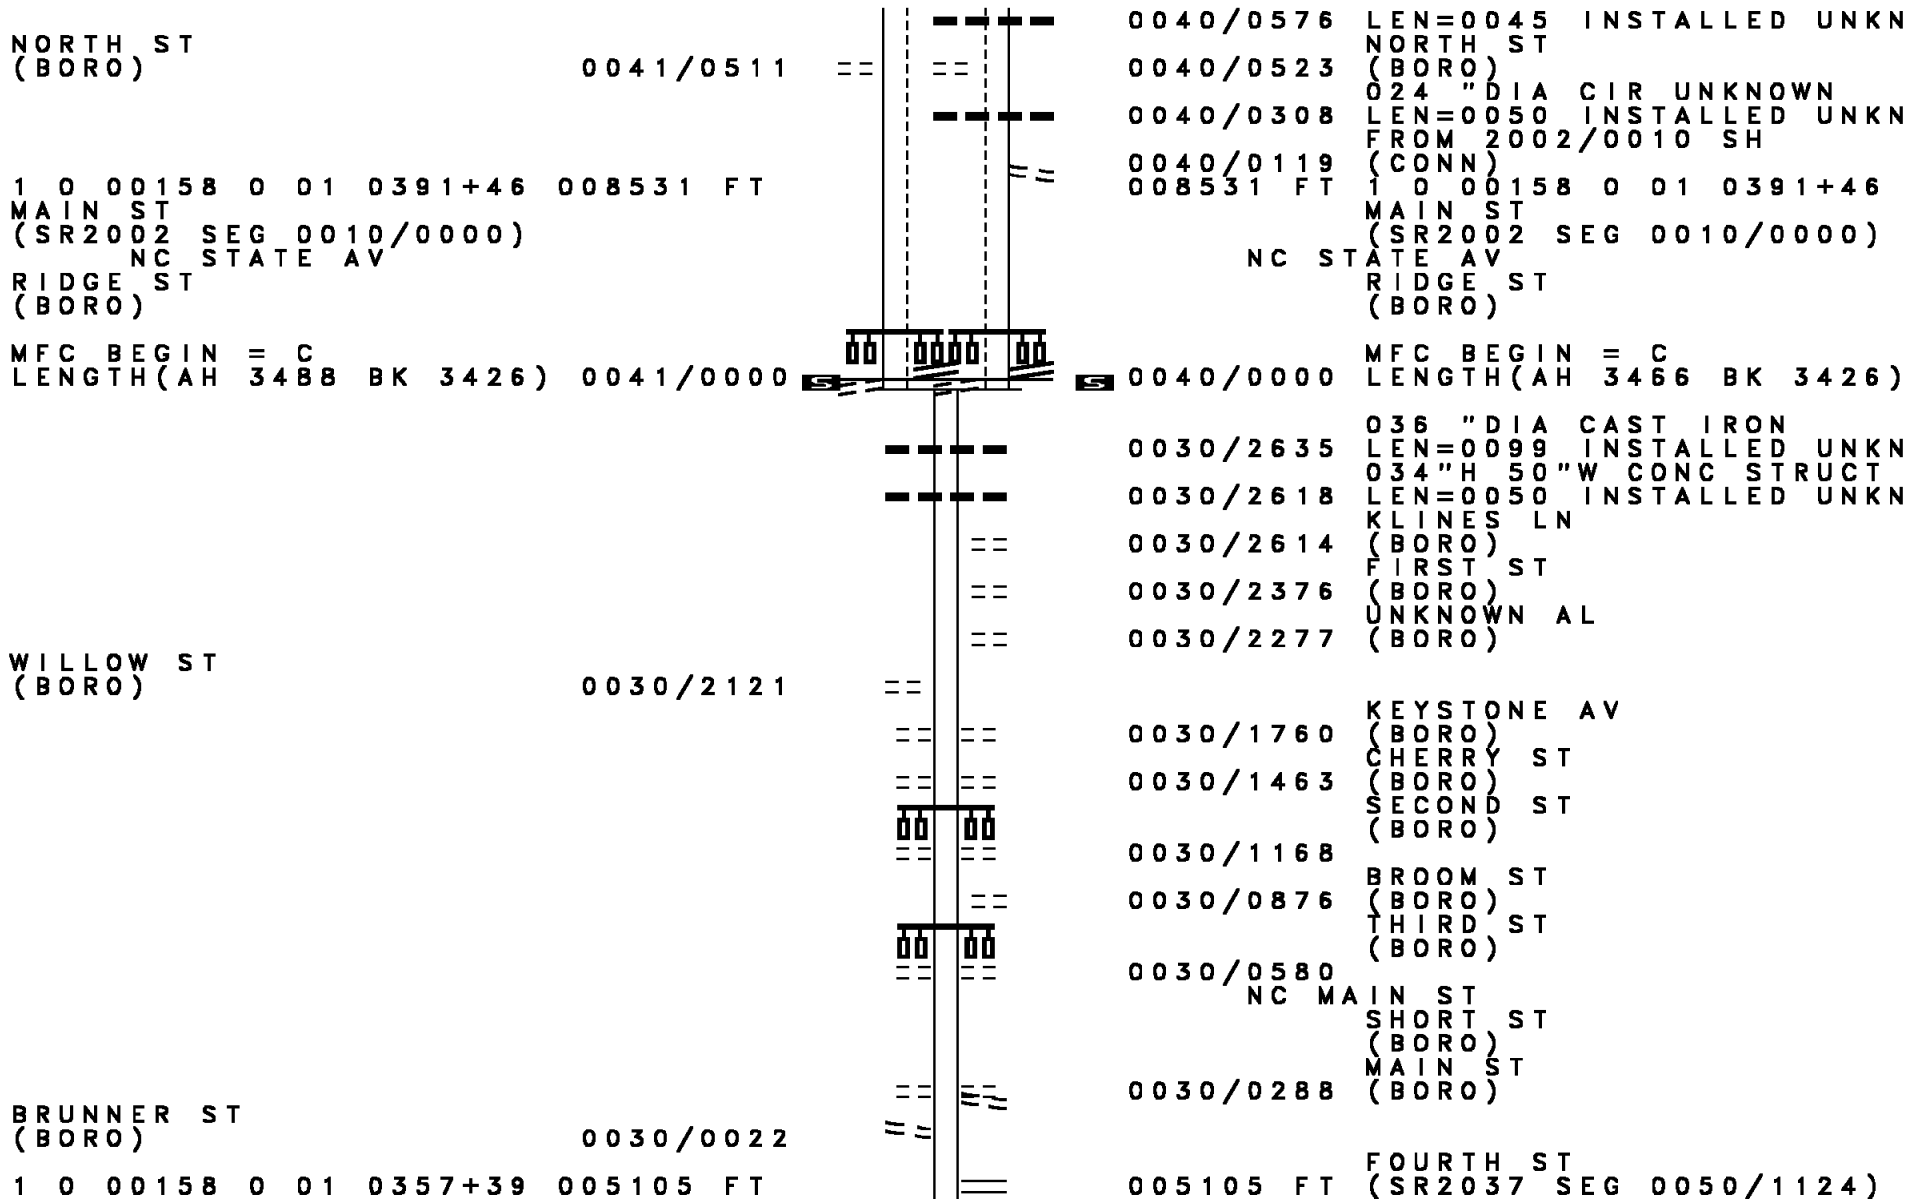 0040/0576 LEN=0045 INSTALLED UNKN
NORTH ST NORTH ST
(BORO) 0041/0511 0040/0523 (BORO)
024 "DIA CIR UNKNOWN
0040/0308 LEN=0050 INSTALLED UNKN
FROM 2002/0010 SH
0040/0119 (CONN)
1 0 00158 0 01 0391+46 008531 FT 008531 FT 1 0 00158 0 01 0391+46
MAIN ST MAIN ST
(SR2002 SEG 0010/0000) (SR2002 SEG 0010/0000)
NC STATE AV NC STATE AV
RIDGE ST RIDGE ST
(BORO) (BORO)
MFC BEGIN = C MFC BEGIN = C
LENGTH(AH 3488 BK 3426) 0041/0000 S S 0040/0000 LENGTH(AH 3466 BK 3426)
036 "DIA CAST IRON
0030/2635 LEN=0099 INSTALLED UNKN
034"H 50"W CONC STRUCT
0030/2618 LEN=0050 INSTALLED UNKN
KLINES LN
0030/2614 (BORO)
FIRST ST
0030/2376 (BORO)
UNKNOWN AL
0030/2277 (BORO)
WILLOW ST
(BORO) 0030/2121
KEYSTONE AV
0030/1760 (BORO)
CHERRY ST
0030/1463 (BORO)
SECOND ST
(BORO)
0030/1168
BROOM ST
0030/0876 (BORO)
THIRD ST
(BORO)
0030/0580
NC MAIN ST
SHORT ST
(BORO)
MAIN ST
0030/0288 (BORO)
BRUNNER ST
(BORO) 0030/0022
FOURTH ST
1 0 00158 0 01 0357+39 005105 FT 005105 FT (SR2037 SEG 0050/1124)